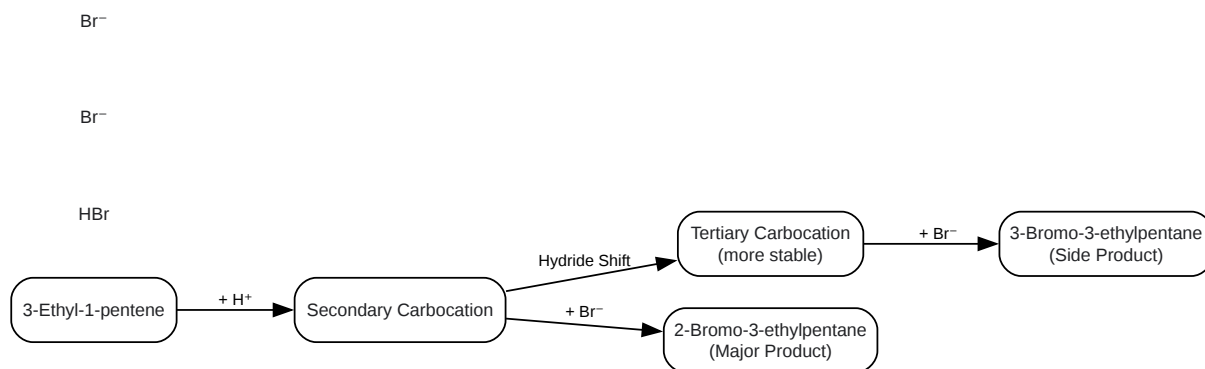 Br⁻
Br⁻
HBr
3-Ethyl-1-pentene
+ H⁺
Secondary Carbocation
Hydride Shift
+ Br⁻
Tertiary Carbocation
(more stable)
+ Br⁻
3-Bromo-3-ethylpentane
(Side Product)
2-Bromo-3-ethylpentane
(Major Product)